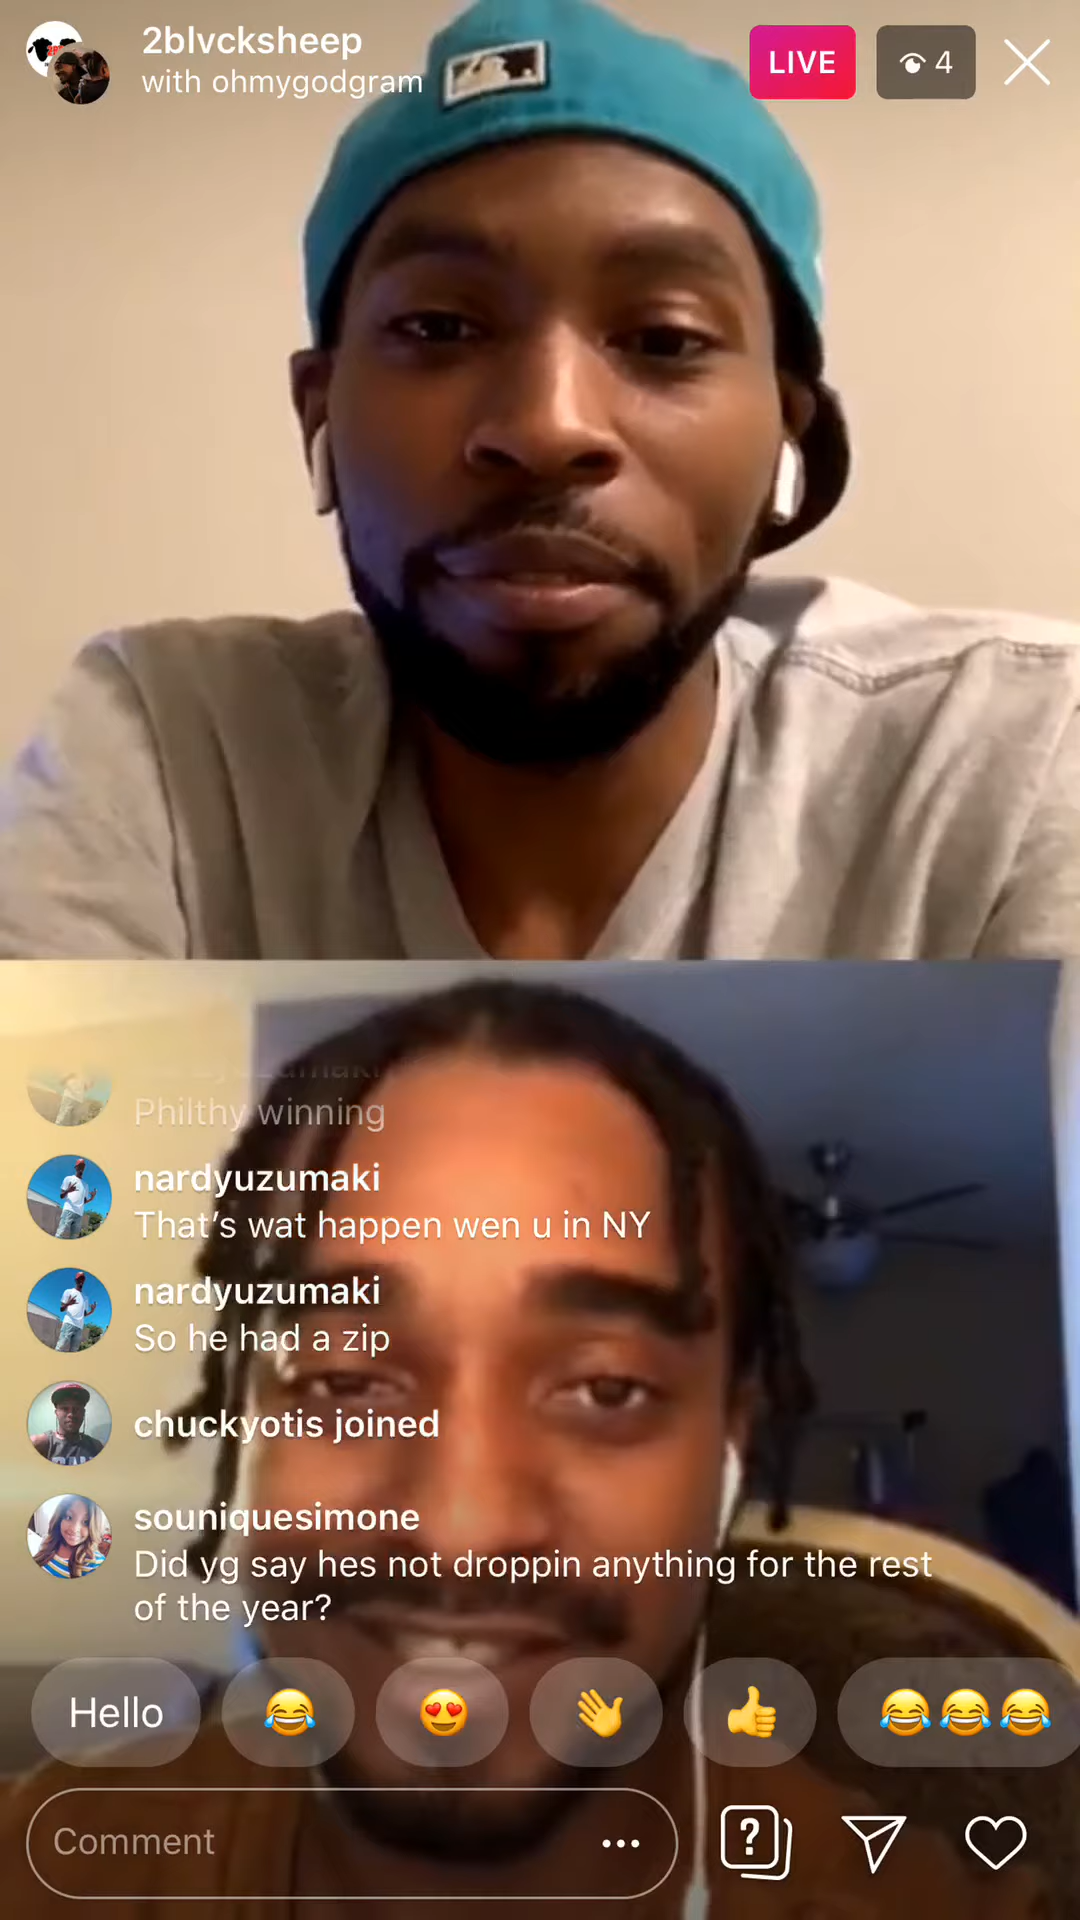 2blvcksheep
with ohmygodgram
LIVE
4
Philthy winning
nardyuzumaki
That's wat happen wen u in NY
nardyuzumaki
So he had a zip
chuckyotis joined
souniquesimone
Did yg say hes not droppin anything for the rest
of the year?
Hello
Comment